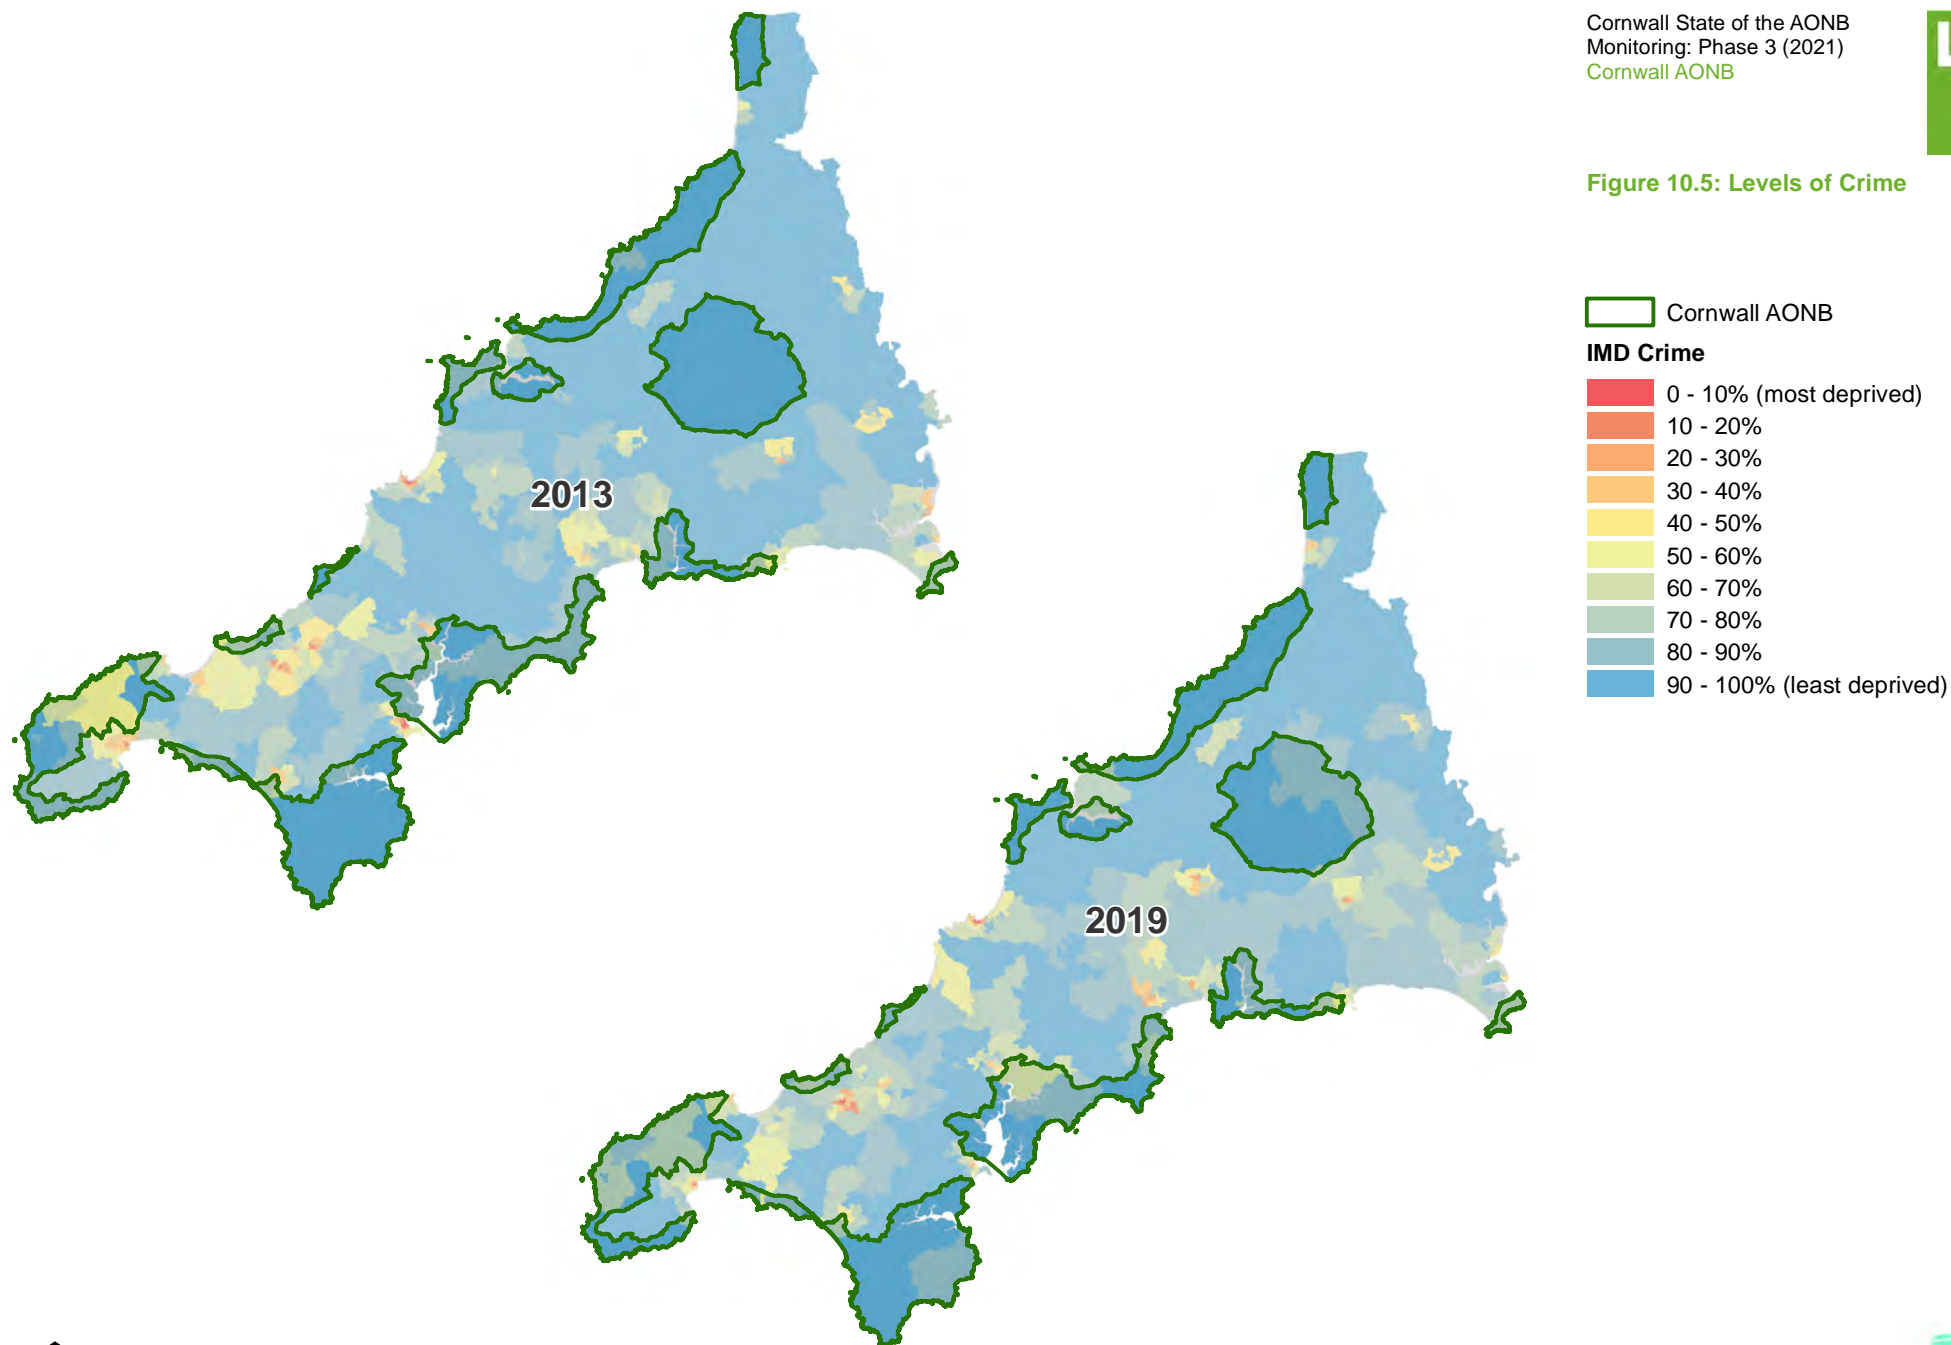 Cornwall State of the AONB
Monitoring: Phase 3 (2021)
Cornwall AONB
Figure 10.5: Levels of Crime
Cornwall AONB
IMD Crime
0 - 10% (most deprived)
10 - 20%
20 - 30%
30 - 40%
40 - 50%
50 - 60%
60 - 70%
70 - 80%
80 - 90%
90 - 100% (least deprived)
2013
2019